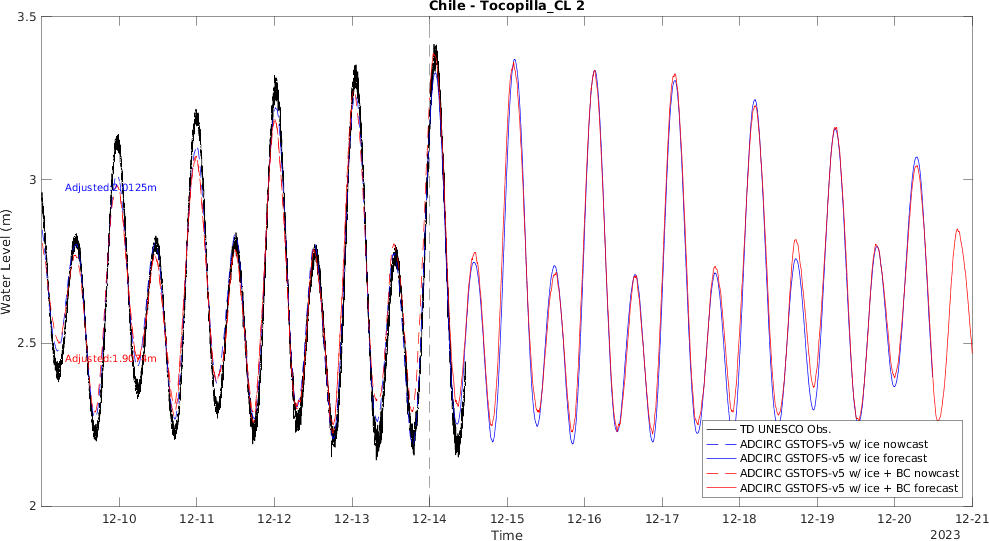 Chile - Tocopilla_CL 2
Water Level (m)
3.5
3
2.5
2
Adjusted:2.0125m
TD UNESCO Obs.
ADCIRC GSTOFS-v5 w/ ice nowcast
ADCIRC GSTOFS-v5 w/ ice forecast
ADCIRC GSTOFS-v5 w/ ice + BC nowcast
ADCIRC GSTOFS-v5 w/ ice + BC forecast
12-10 12-11 12-12 12-13 12-14 12-15 12-16 12-17 12-18 12-19 12-20 12-21
Time
2023